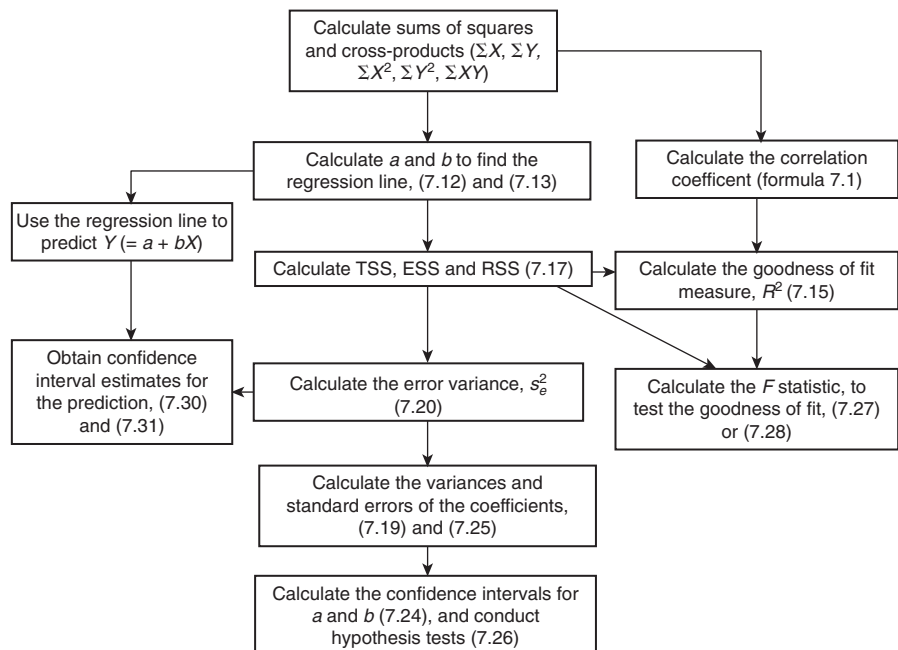 Calculate sums of squares
and cross-products (ΣX, ΣY,
ΣX², ΣY², ΣXY)
Calculate a and b to find the
regression line, (7.12) and (7.13)
Calculate the correlation
coefficent (formula 7.1)
Use the regression line to
predict Y (= a + bX)
Calculate TSS, ESS and RSS (7.17)
Calculate the goodness of fit
measure, R² (7.15)
Obtain confidence
interval estimates for
the prediction, (7.30)
and (7.31)
Calculate the error variance, sₑ²
(7.20)
Calculate the F statistic, to
test the goodness of fit, (7.27)
or (7.28)
Calculate the variances and
standard errors of the coefficients,
(7.19) and (7.25)
Calculate the confidence intervals for
a and b (7.24), and conduct
hypothesis tests (7.26)